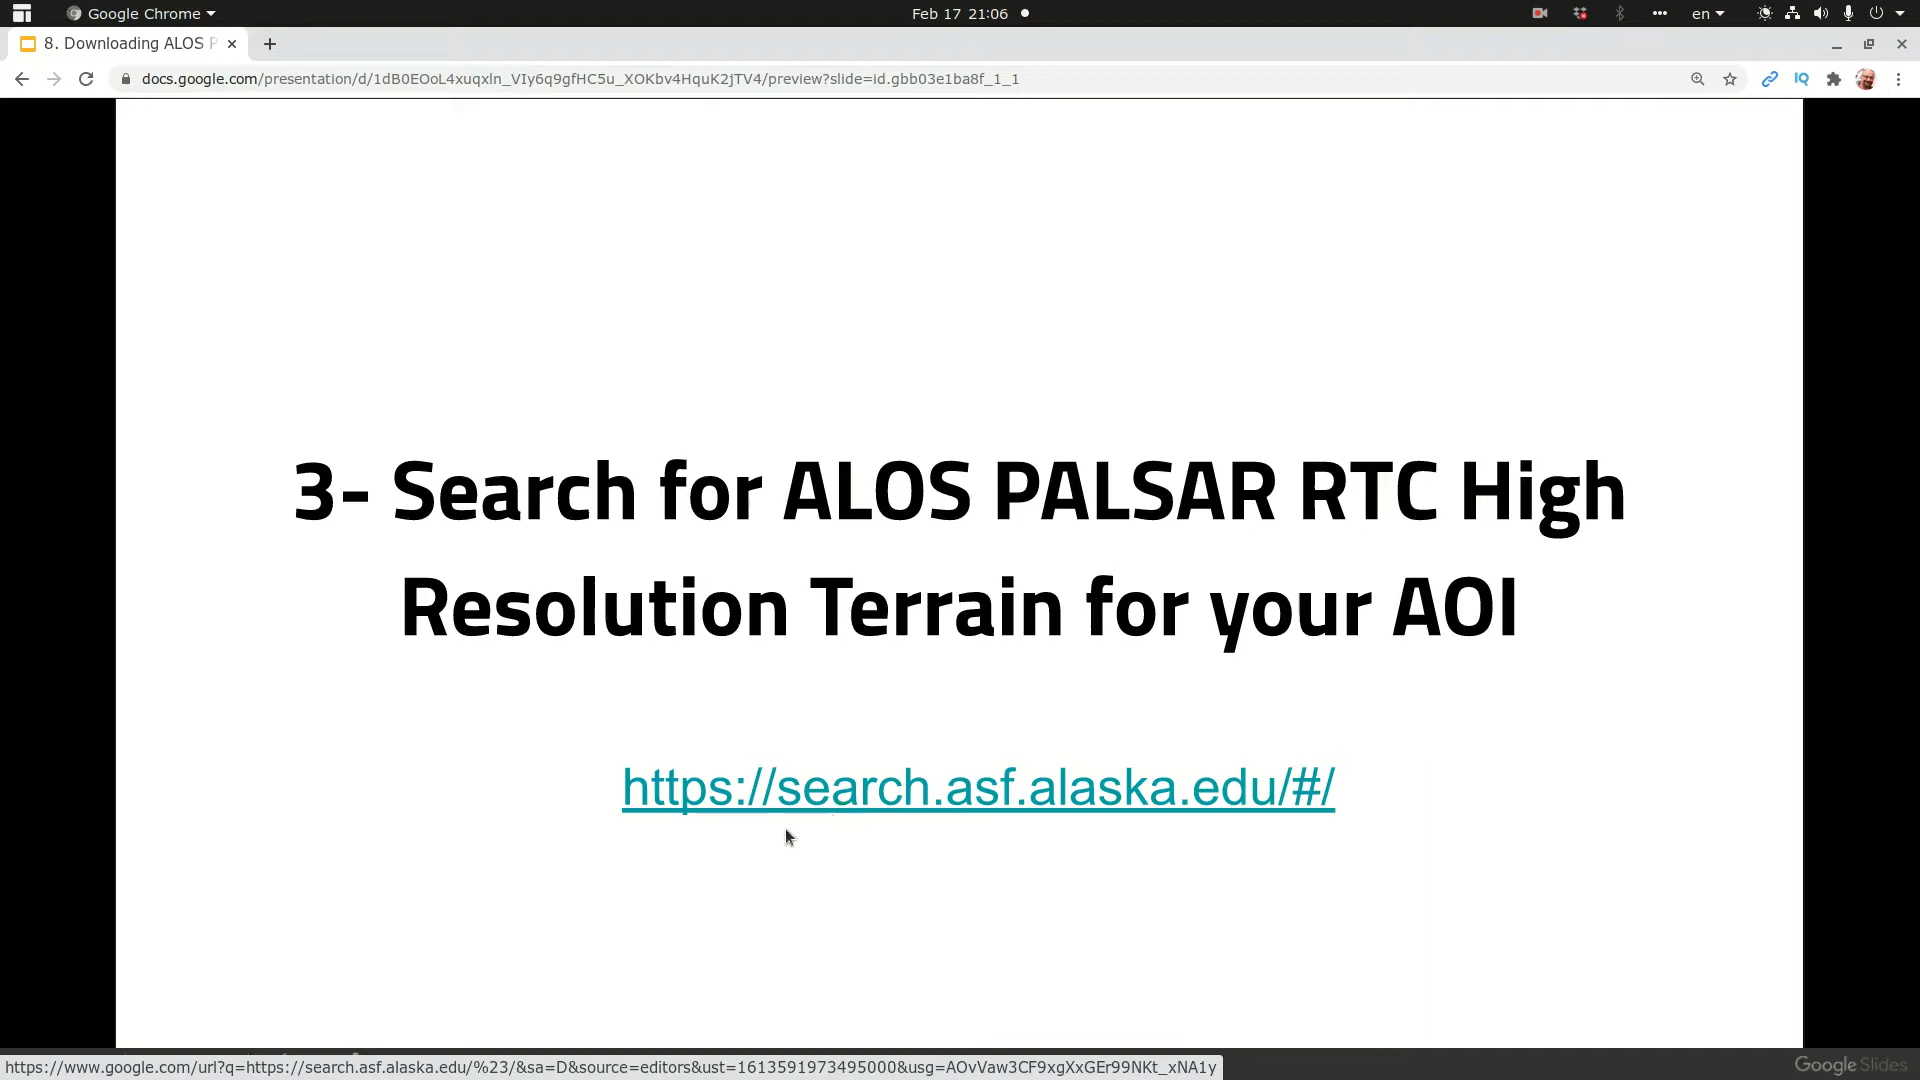 Google Chrome
Feb 17 21:06
en
8. Downloading ALOS P
docs.google.com/presentation/d/1dB0EOoL4xuqxln_VIy6q9gfHC5u_XOKbv4HquK2jTV4/preview?slide=id.gbb03e1ba8f_1_1
IQ
3- Search for ALOS PALSAR RTC High
Resolution Terrain for your AOI
https://search.asf.alaska.edu/#/
https://www.google.com/url?q=https://search.asf.alaska.edu/%23/&sa=D&source=editors&ust=1613591973495000&usg=AOvVaw3CF9xgXxGEr99NKt_xNA1y
Google Slides